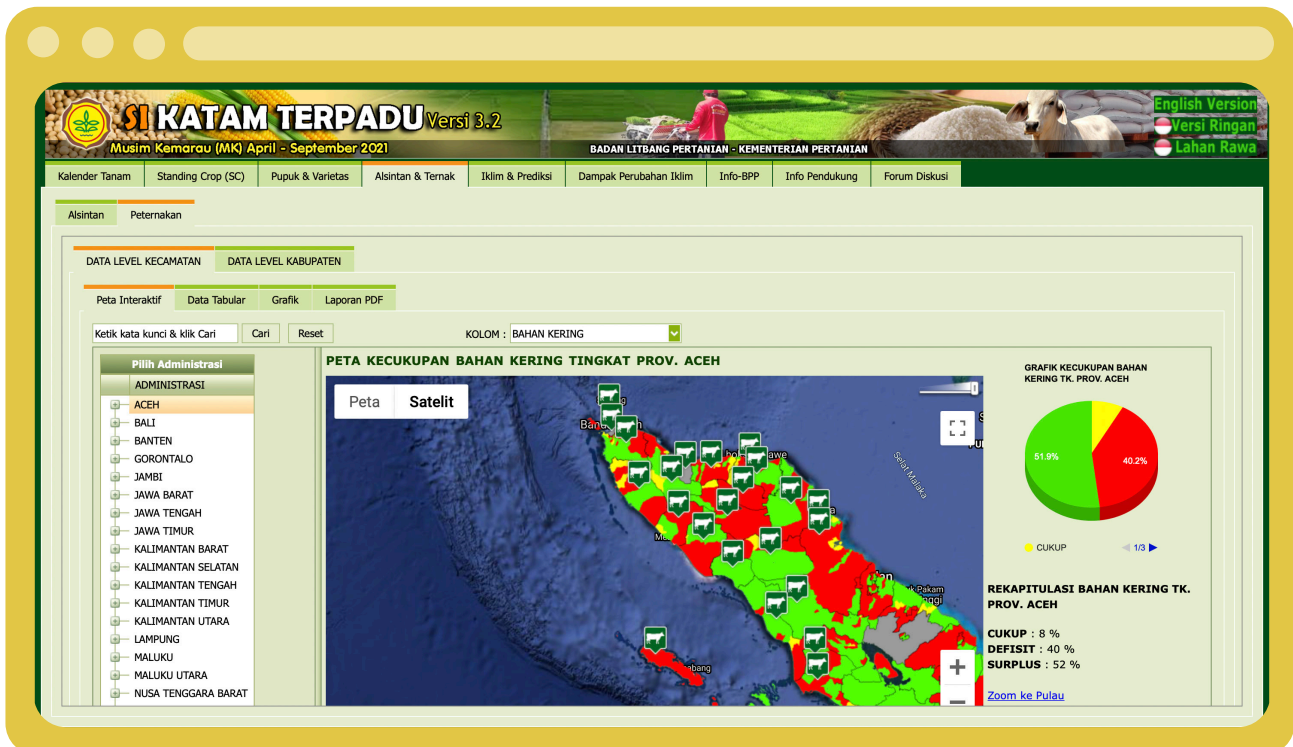 SI KATAM TERPADU Versi 3.2
Musim Kemarau (MK) April - September 2021
BADAN LITBANG PERTANIAN - KEMENTERIAN PERTANIAN
English Version
Versi Ringan
Lahan Rawa
Kalender Tanam Standing Crop (SC) Pupuk & Varietas Alsintan & Ternak Iklim & Prediksi Dampak Perubahan Iklim Info-BPP Info Pendukung Forum Diskusi
Alsintan Peternakan
DATA LEVEL KECAMATAN DATA LEVEL KABUPATEN
Peta Interaktif Data Tabular Grafik Laporan PDF
Ketik kata kunci & klik Cari Cari Reset KOLOM : BAHAN KERING
Pilih Administrasi
ADMINISTRASI
ACEH
BALI
BANTEN
GORONTALO
JAMBI
JAWA BARAT
JAWA TENGAH
JAWA TIMUR
KALIMANTAN BARAT
KALIMANTAN SELATAN
KALIMANTAN TENGAH
KALIMANTAN TIMUR
KALIMANTAN UTARA
LAMPUNG
MALUKU
MALUKU UTARA
NUSA TENGGARA BARAT
PETA KECUKUPAN BAHAN KERING TINGKAT PROV. ACEH
Peta Satelit
Selat Malaka
Pakam
GRAFIK KECUKUPAN BAHAN
KERING TK. PROV. ACEH
51.9%
40.2%
CUKUP 1/3
REKAPITULASI BAHAN KERING TK.
PROV. ACEH
CUKUP : 8 %
DEFISIT : 40 %
SURPLUS : 52 %
Zoom ke Pulau